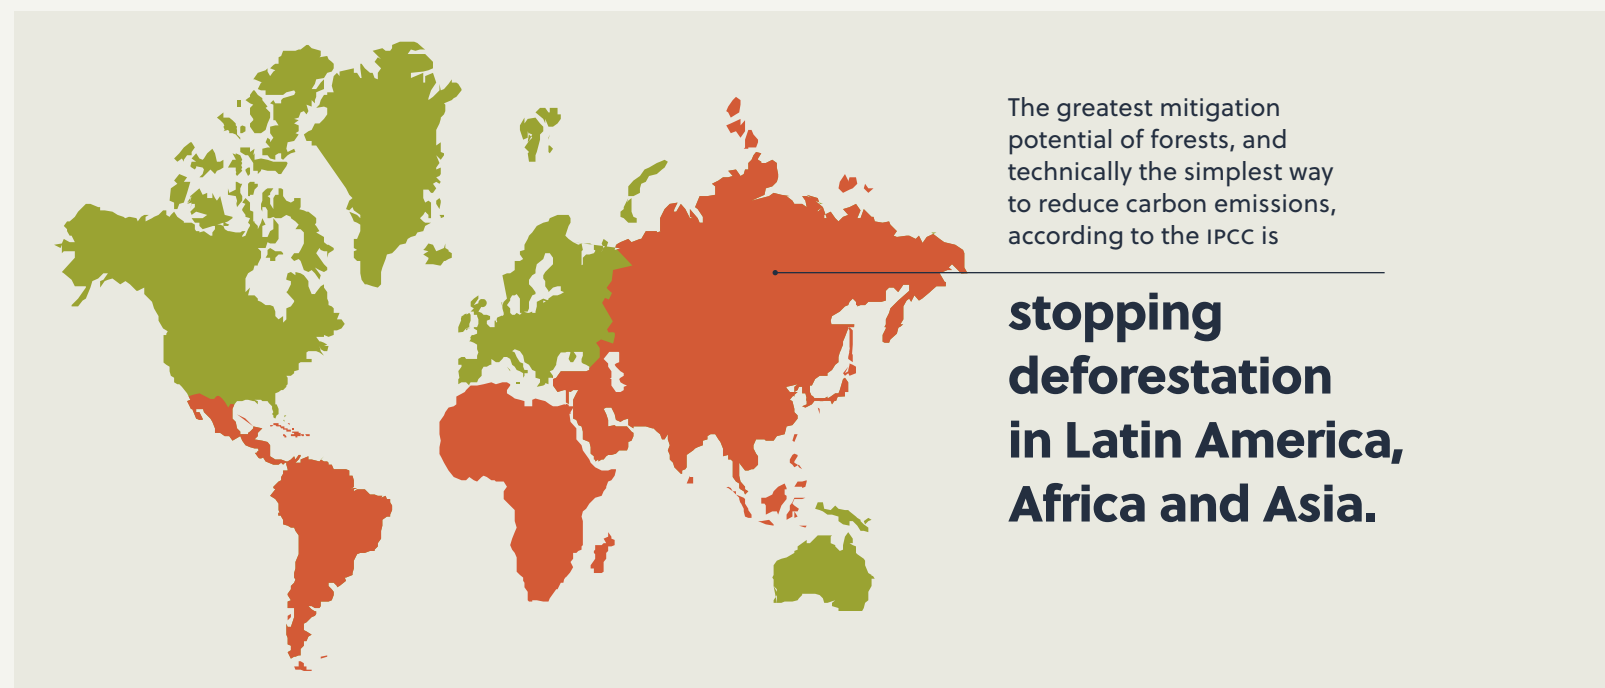 The greatest mitigation
potential of forests, and
technically the simplest way
to reduce carbon emissions,
according to the IPCC is
stopping
deforestation
in Latin America,
Africa and Asia.